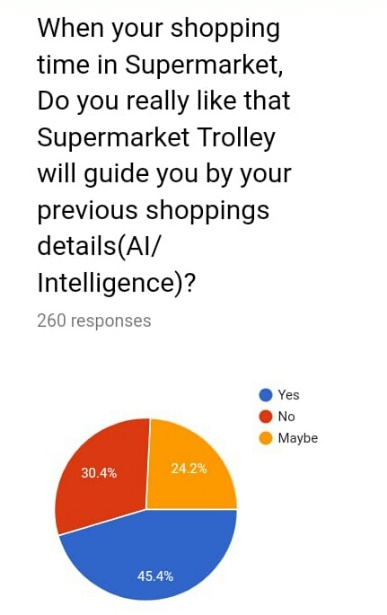 When your shopping
time in Supermarket,
Do you really like that
Supermarket Trolley
will guide you by your
previous shoppings
details(AI/
Intelligence)?
260 responses
Yes
No
Maybe
30.4%
24.2%
45.4%